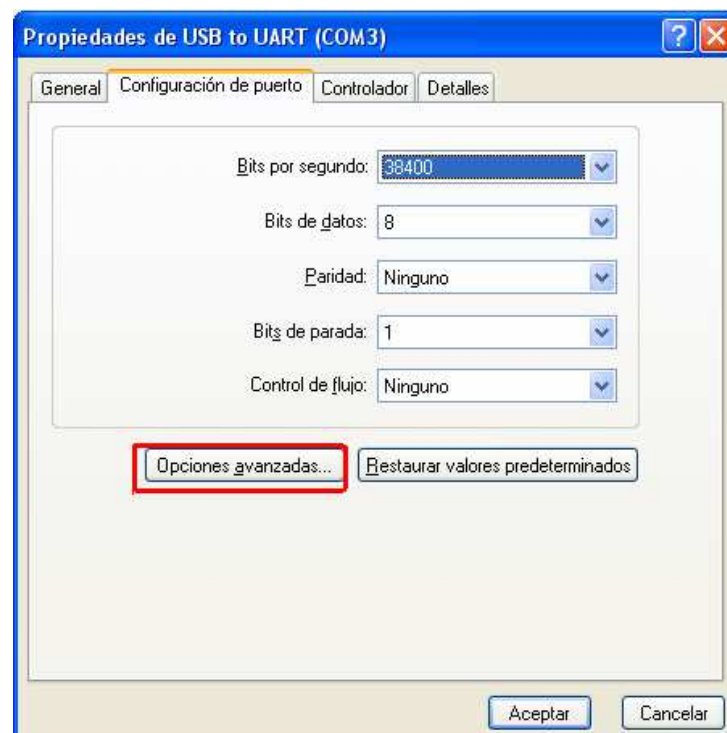 Propiedades de USB to UART (COM3)
General Configuración de puerto Controlador Detalles
Bits por segundo: 38400
Bits de datos: 8
Paridad: Ninguno
Bits de parada: 1
Control de flujo: Ninguno
Opciones avanzadas... Restaurar valores predeterminados
Aceptar Cancelar